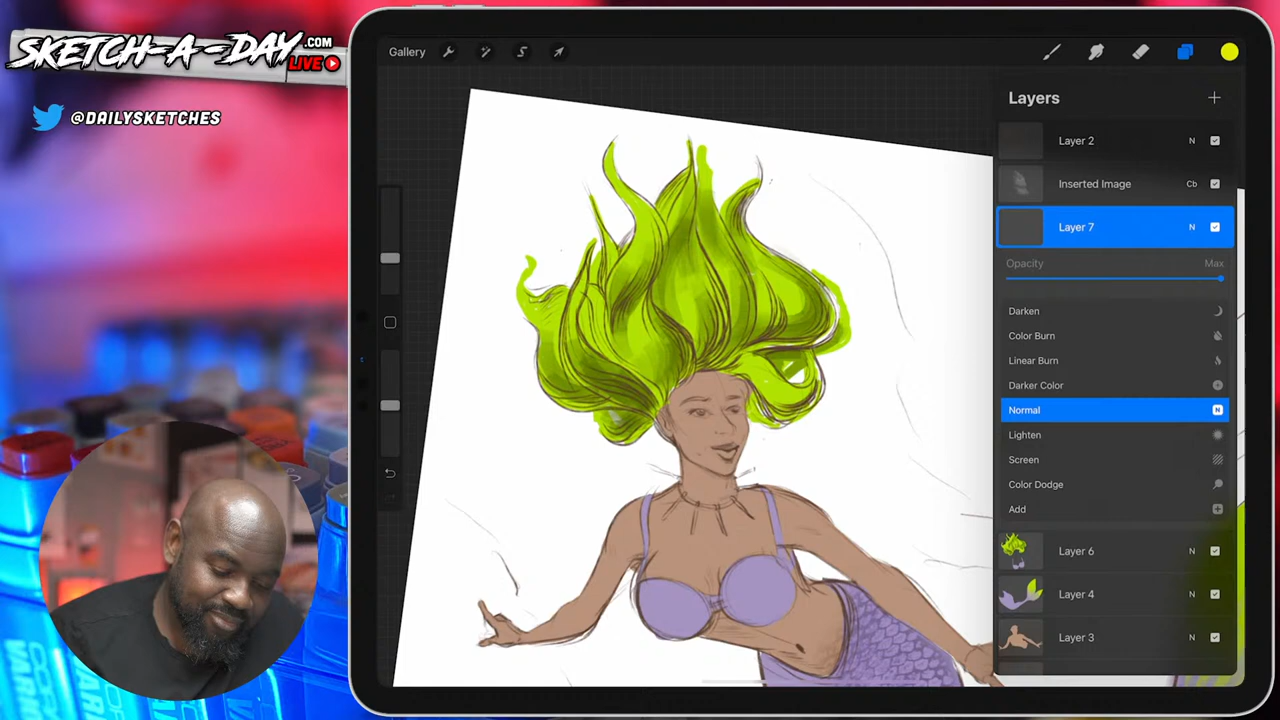 SKETCH-A-DAY.COM
LIVE
@DAILYSKETCHES
Gallery
Layers
Layer 2
N
Inserted Image
Cb
Layer 7
N
Opacity
Max
Darken
Color Burn
Linear Burn
Darker Color
Normal
N
Lighten
Screen
Color Dodge
Add
Layer 6
N
Layer 4
N
Layer 3
N